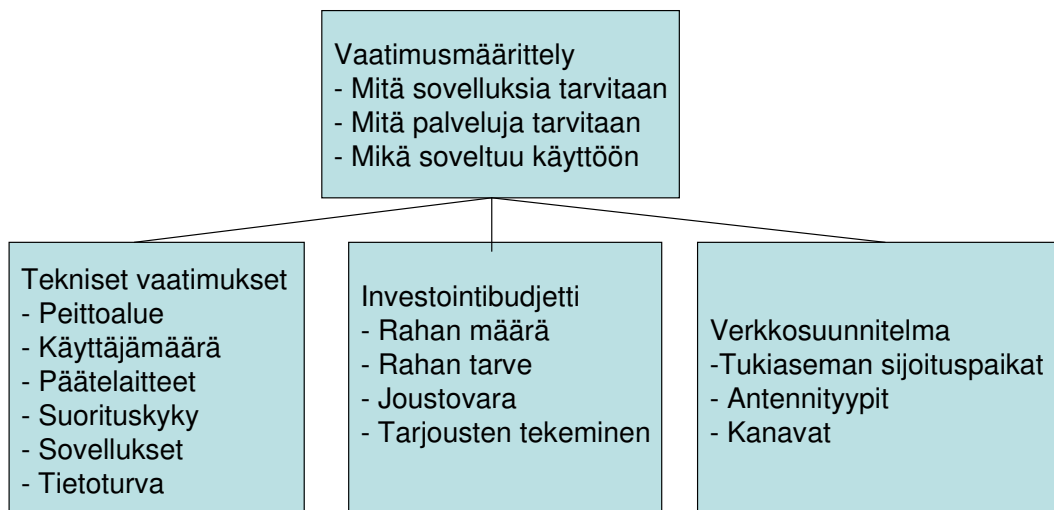 Vaatimusmäärittely
- Mitä sovelluksia tarvitaan
- Mitä palveluja tarvitaan
- Mikä soveltuu käyttöön
Tekniset vaatimukset
- Peittoalue
- Käyttäjämäärä
- Päätelaitteet
- Suorituskyky
- Sovellukset
- Tietoturva
Investointibudjetti
- Rahan määrä
- Rahan tarve
- Joustovara
- Tarjousten tekeminen
Verkkosuunnitelma
-Tukiaseman sijoituspaikat
- Antennityypit
- Kanavat